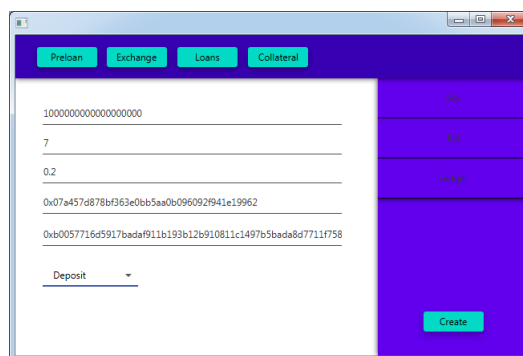 Preloan Exchange Loans Collateral
1000000000000000000
7
0.2
0x07a457d878bf363e0bb5aa0b096092f941e19962
0xb0057716d5917badaf911b193b12b910811c1497b5bada8d7711f758
Deposit
Create